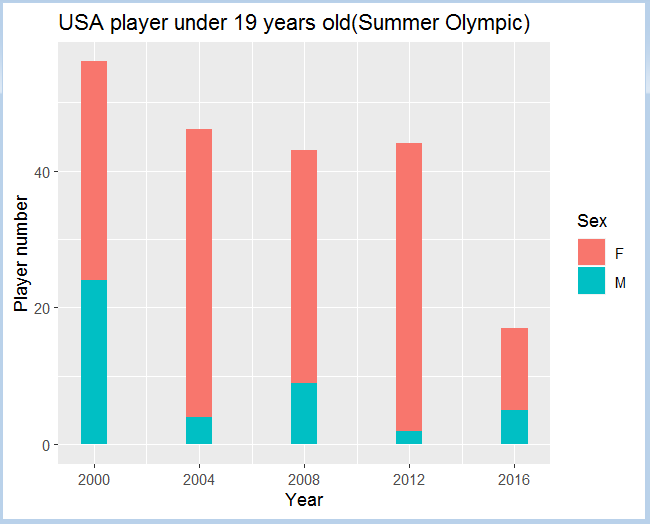 USA player under 19 years old(Summer Olympic)
Player number
40
20
0
2000 2004 2008 2012 2016
Year
Sex
F
M